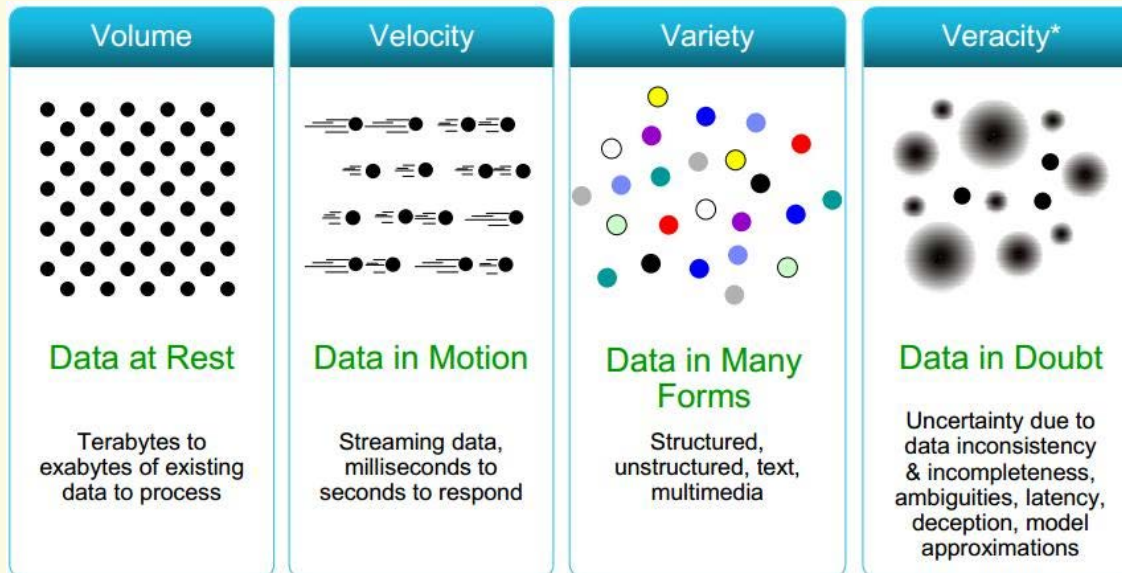 Volume
Data at Rest
Terabytes to
exabytes of existing
data to process
Velocity
Data in Motion
Streaming data,
milliseconds to
seconds to respond
Variety
Data in Many
Forms
Structured,
unstructured, text,
multimedia
Veracity*
Data in Doubt
Uncertainty due to
data inconsistency
& incompleteness,
ambiguities, latency,
deception, model
approximations